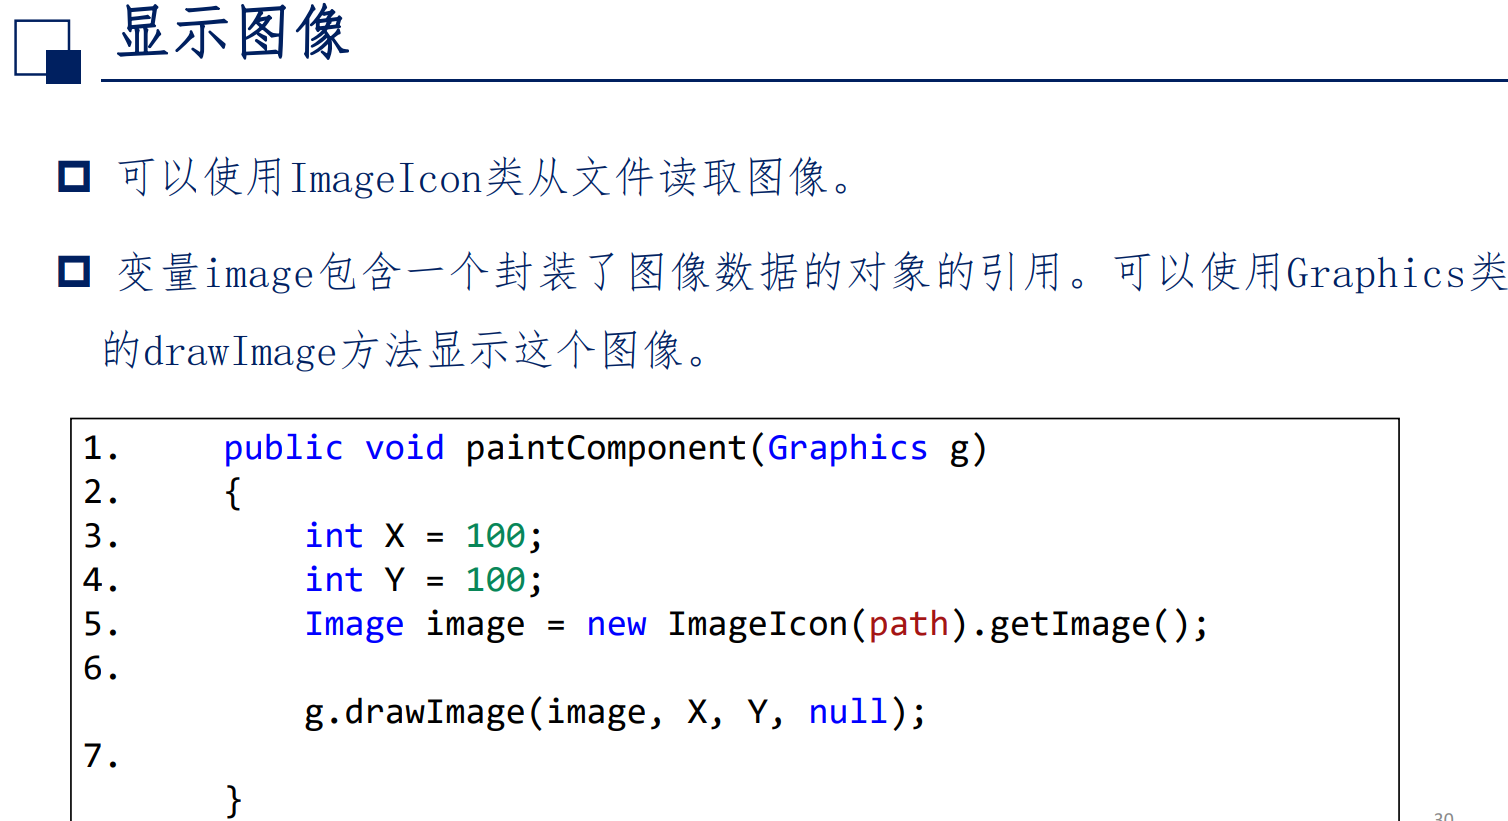 显示图像
可以使用ImageIcon类从文件读取图像。
变量image包含一个封装了图像数据的对象的引用。可以使用Graphics类
的drawImage方法显示这个图像。
1. public void paintComponent(Graphics g)
2. {
3. int X = 100;
4. int Y = 100;
5. Image image = new ImageIcon(path).getImage();
6.
g.drawImage(image, X, Y, null);
7.
}
30